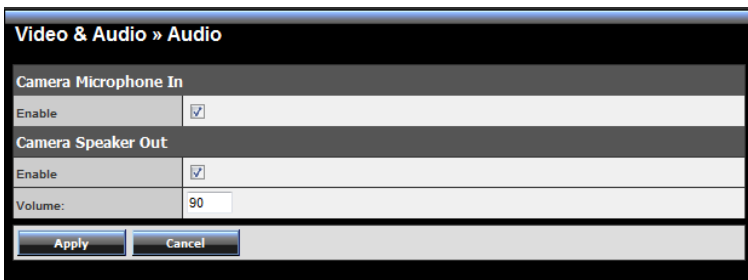 Video & Audio » Audio
Camera Microphone In
Enable
Camera Speaker Out
Enable
Volume: 90
Apply Cancel